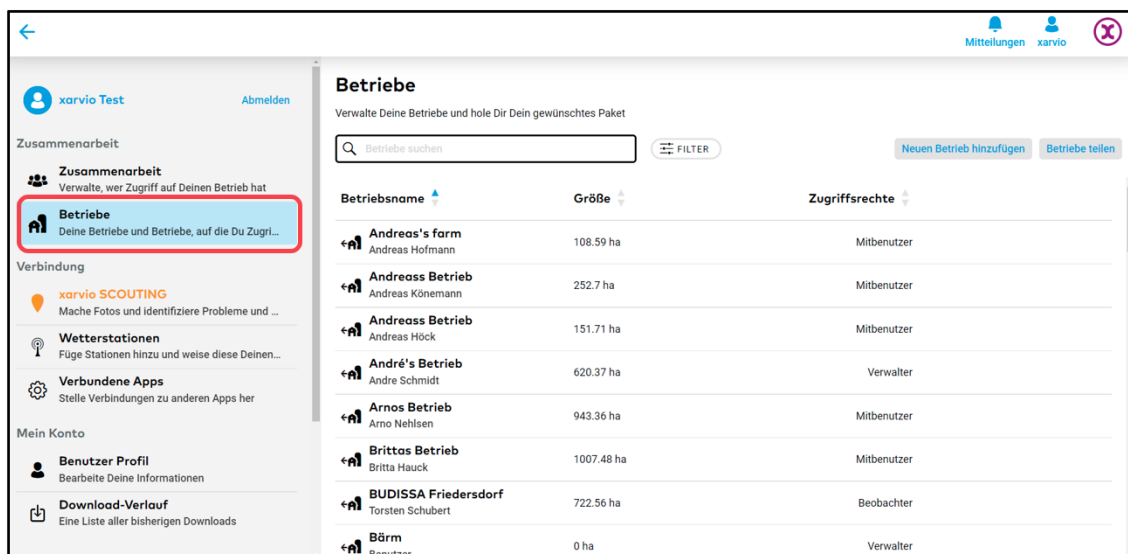 Mitteilungen
xarvio
xarvio Test
Abmelden
Zusammenarbeit
Zusammenarbeit
Verwalte, wer Zugriff auf Deinen Betrieb hat
Betriebe
Deine Betriebe und Betriebe, auf die Du Zugri...
Verbindung
xarvio SCOUTING
Mache Fotos und identifiziere Probleme und ...
Wetterstationen
Füge Stationen hinzu und weise diese Deinen...
Verbundene Apps
Stelle Verbindungen zu anderen Apps her
Mein Konto
Benutzer Profil
Bearbeite Deine Informationen
Download-Verlauf
Eine Liste aller bisherigen Downloads
Betriebe
Verwalte Deine Betriebe und hole Dir Dein gewünschtes Paket
Betriebe suchen
FILTER
Neuen Betrieb hinzufügen
Betriebe teilen
Betriebsname Größe Zugriffsrechte
Andreas's farm
Andreas Hofmann
108.59 ha
Mitbenutzer
Andreass Betrieb
Andreas Könemann
252.7 ha
Mitbenutzer
Andreass Betrieb
Andreas Höck
151.71 ha
Mitbenutzer
André's Betrieb
Andre Schmidt
620.37 ha
Verwalter
Arnos Betrieb
Arno Nehlsen
943.36 ha
Mitbenutzer
Brittas Betrieb
Britta Hauck
1007.48 ha
Mitbenutzer
BUDISSA Friedersdorf
Torsten Schubert
722.56 ha
Beobachter
Bärm
Benutzer
0 ha
Verwalter